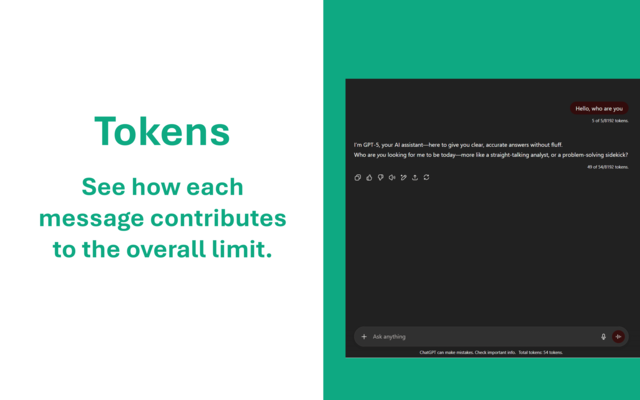 Tokens
See how each
message contributes
to the overall limit.
Hello, who are you
5 of 5/8192 tokens.
I'm GPT-5, your AI assistant—here to give you clear, accurate answers without fluff.
Who are you looking for me to be today—more like a straight-talking analyst, or a problem-solving sidekick?
49 of 54/8192 tokens.
Ask anything
ChatGPT can make mistakes. Check important info. Total tokens: 54 tokens.